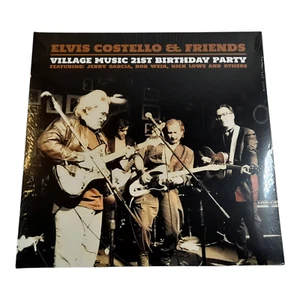 ELVIS COSTELLO & FRIENDS
VILLAGE MUSIC 21ST BIRTHDAY PARTY
FEATURING: JERRY GARCIA, BOB WEIR, NICK LOWE AND OTHERS